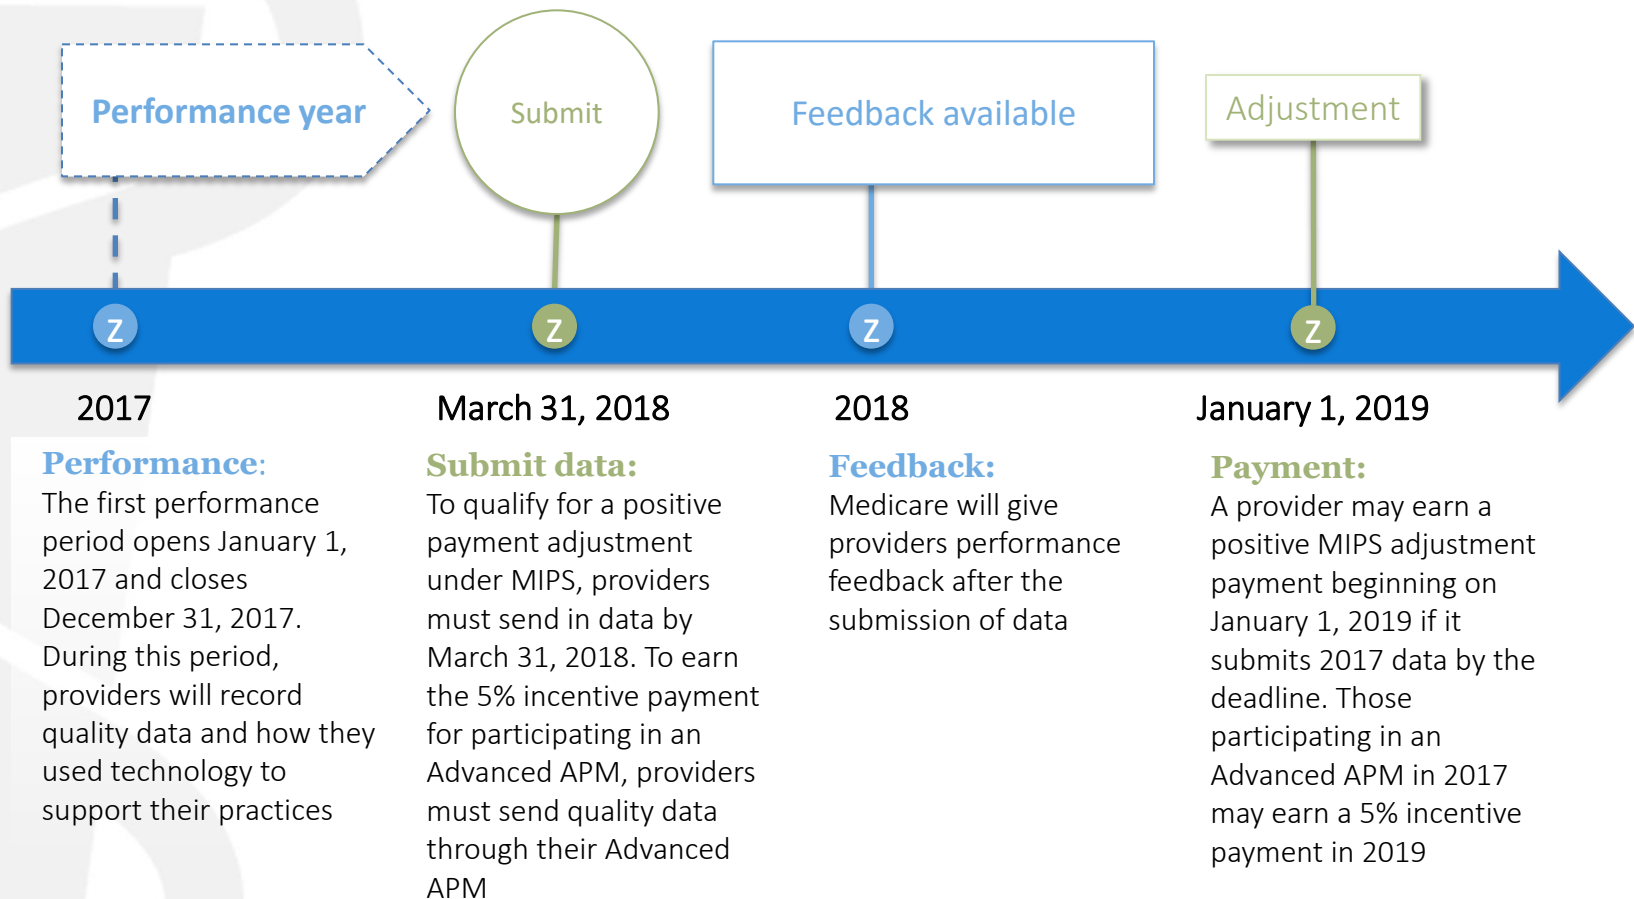 Performance year
Submit
Feedback available
Adjustment
Z
Z
Z
Z
2017
March 31, 2018
2018
January 1, 2019
Performance:
The first performance
period opens January 1,
2017 and closes
December 31, 2017.
During this period,
providers will record
quality data and how they
used technology to
support their practices
Submit data:
To qualify for a positive
payment adjustment
under MIPS, providers
must send in data by
March 31, 2018. To earn
the 5% incentive payment
for participating in an
Advanced APM, providers
must send quality data
through their Advanced
APM
Feedback:
Medicare will give
providers performance
feedback after the
submission of data
Payment:
A provider may earn a
positive MIPS adjustment
payment beginning on
January 1, 2019 if it
submits 2017 data by the
deadline. Those
participating in an
Advanced APM in 2017
may earn a 5% incentive
payment in 2019